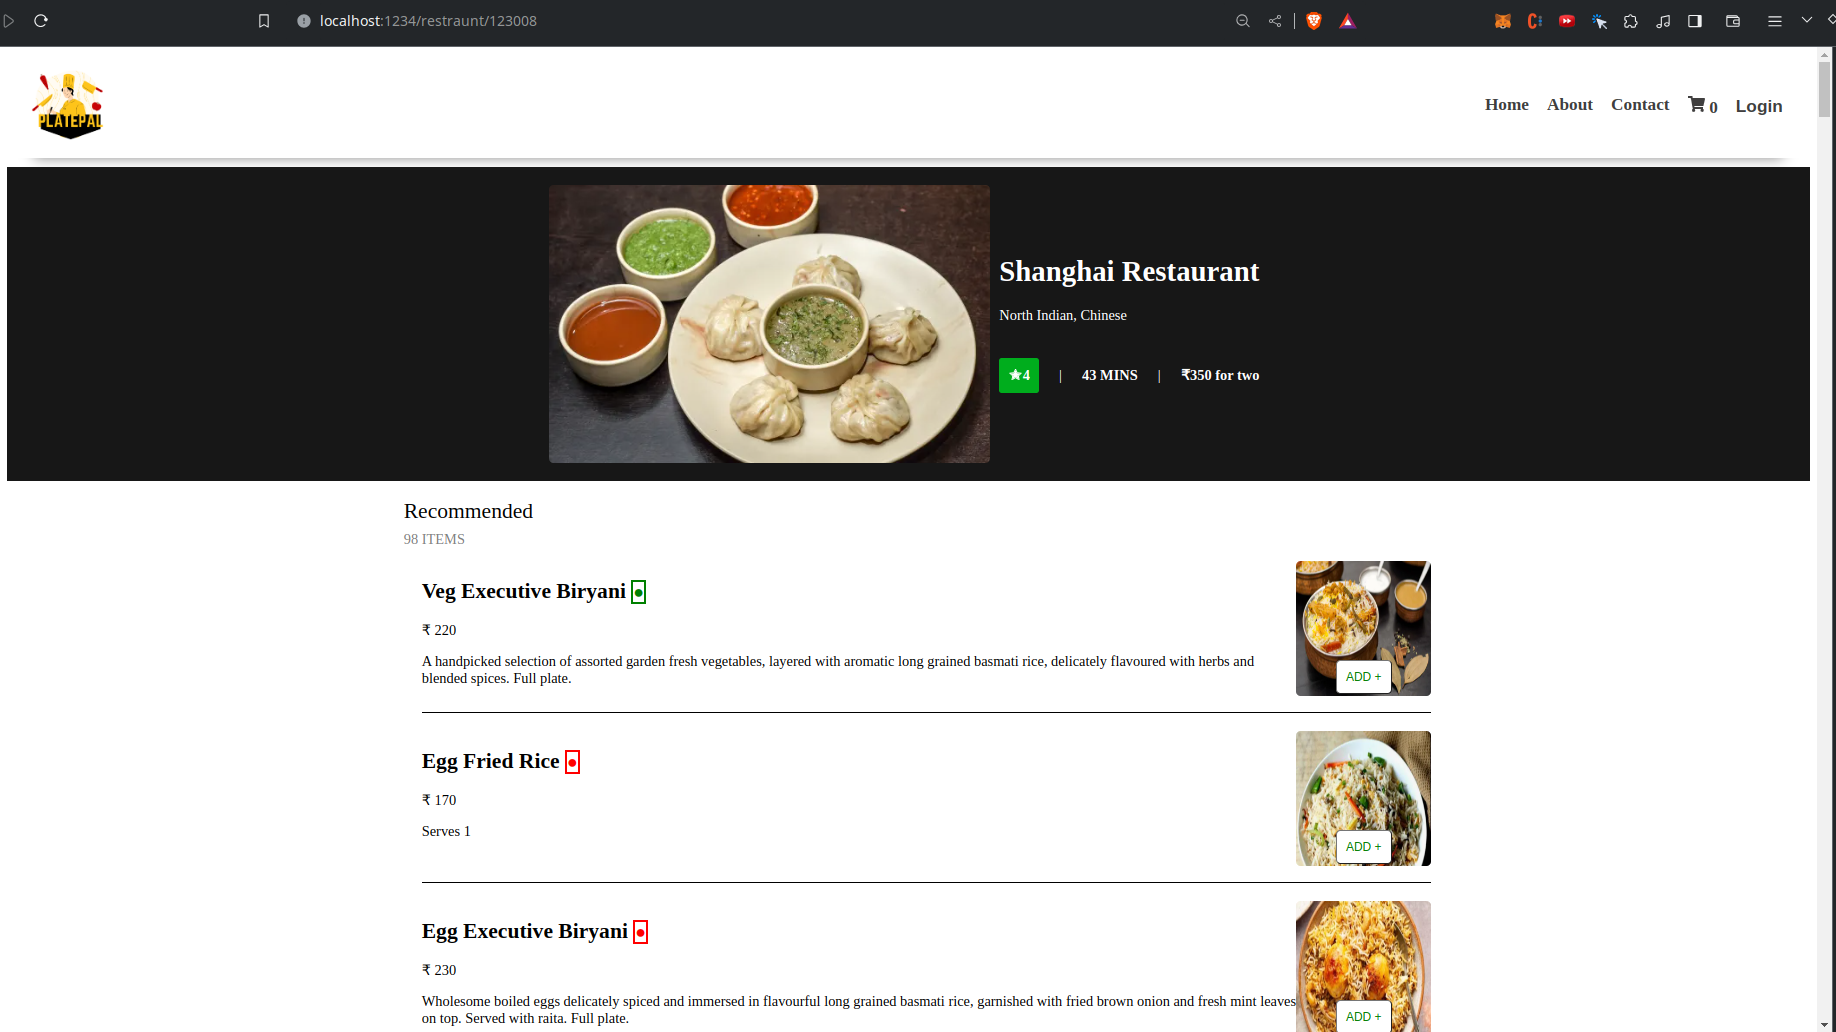 localhost:1234/restraunt/123008
PLATEPAL
Home About Contact 0 Login
Shanghai Restaurant
North Indian, Chinese
★4 | 43 MINS | ₹350 for two
Recommended
98 ITEMS
Veg Executive Biryani
₹ 220
A handpicked selection of assorted garden fresh vegetables, layered with aromatic long grained basmati rice, delicately flavoured with herbs and
blended spices. Full plate.
ADD +
Egg Fried Rice
₹ 170
Serves 1
ADD +
Egg Executive Biryani
₹ 230
Wholesome boiled eggs delicately spiced and immersed in flavourful long grained basmati rice, garnished with fried brown onion and fresh mint leaves
on top. Served with raita. Full plate.
ADD +